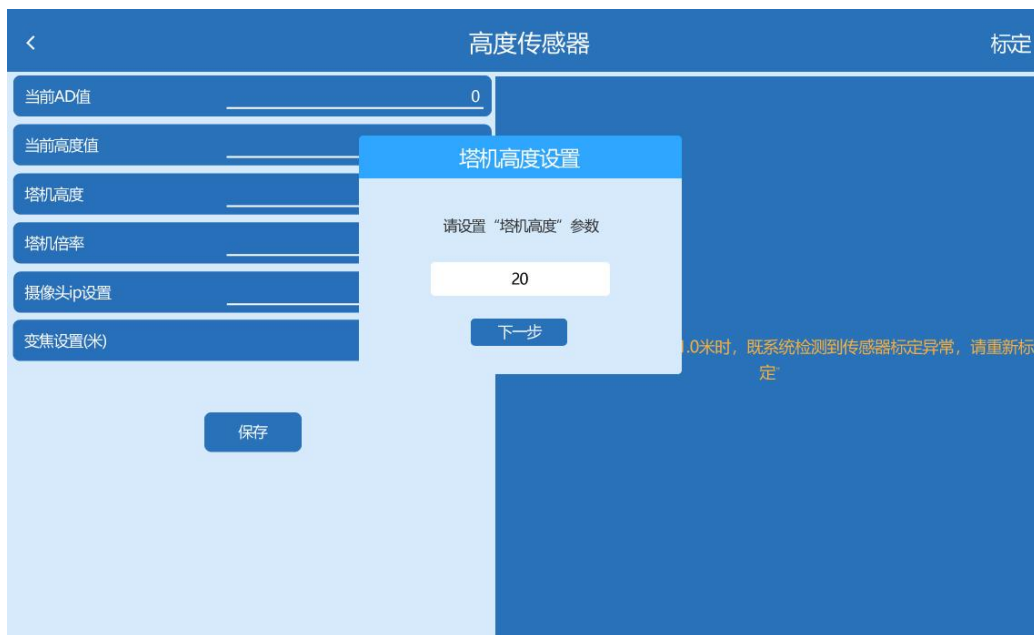 高度传感器
标定
当前AD值
0
当前高度值
塔机高度
塔机倍率
摄像头ip设置
变焦设置(米)
保存
塔机高度设置
请设置“塔机高度”参数
20
下一步
.0米时，既系统检测到传感器标定异常，请重新标
定"